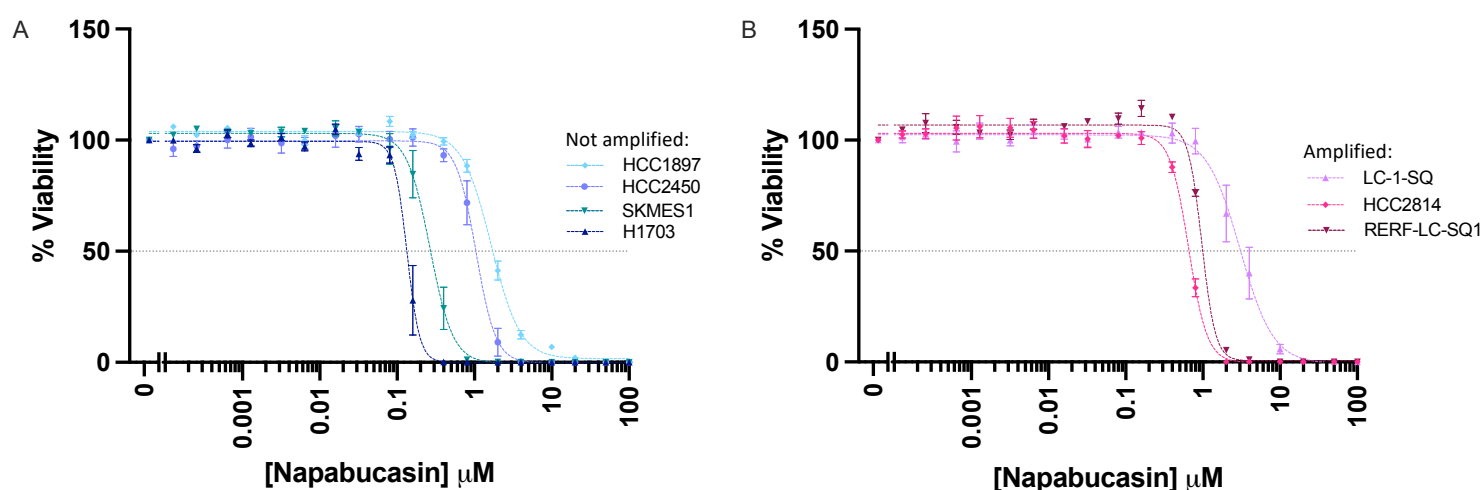 A
150
100
50
0
% Viability
0
0.001
0.01
0.1
1
10
100
[Napabucasin] μM
Not amplified:
HCC1897
HCC2450
SKMES1
H1703
B
150
100
50
0
% Viability
0
0.001
0.01
0.1
1
10
100
[Napabucasin] μM
Amplified:
LC-1-SQ
HCC2814
RERF-LC-SQ1